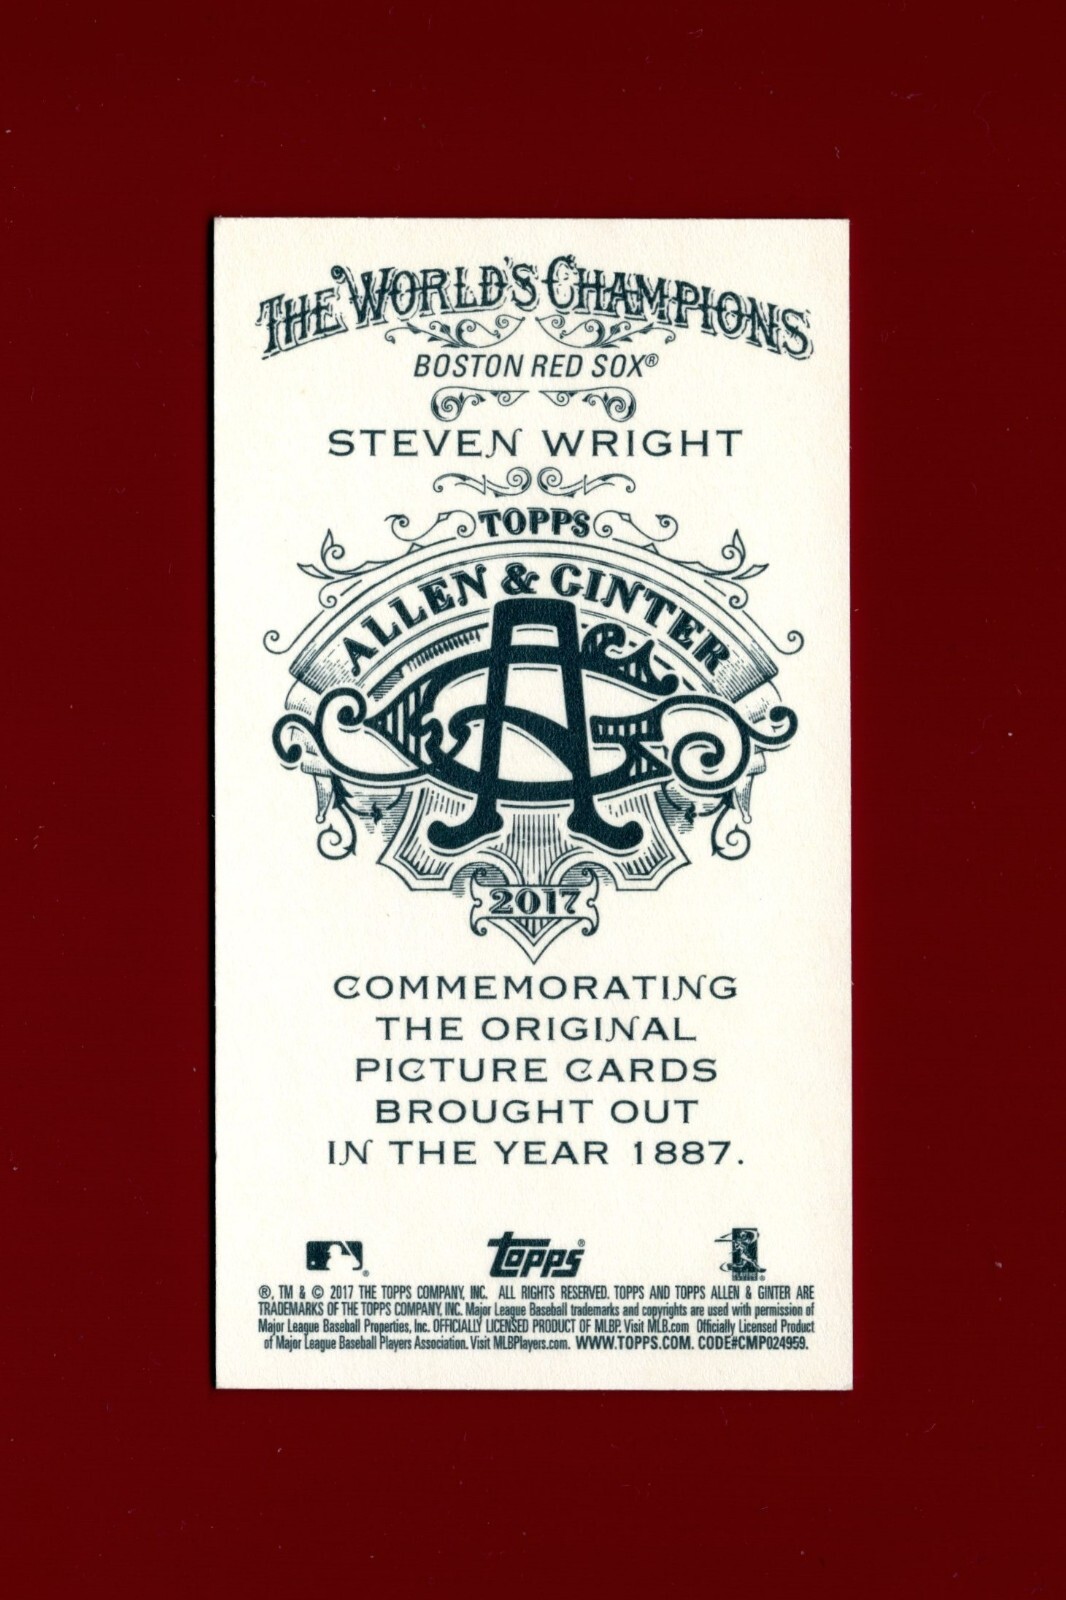 THE WORLD'S CHAMPIONS
BOSTON RED SOX®
STEVEN WRIGHT
TOPPS
ALLEN & GINTER
2017
COMMEMORATING
THE ORIGINAL
PICTURE CARDS
BROUGHT OUT
IN THE YEAR 1887.
topps®
®, TM & © 2017 THE TOPPS COMPANY, INC. ALL RIGHTS RESERVED. TOPPS AND TOPPS ALLEN & GINTER ARE
TRADEMARKS OF THE TOPPS COMPANY, INC. Major League Baseball trademarks and copyrights are used with permission of
Major League Baseball Properties, Inc. OFFICIALLY LICENSED PRODUCT OF MLBP. Visit MLB.com Officially Licensed Product
of Major League Baseball Players Association. Visit MLBPlayers.com. WWW.TOPPS.COM. CODE#CMP024959.